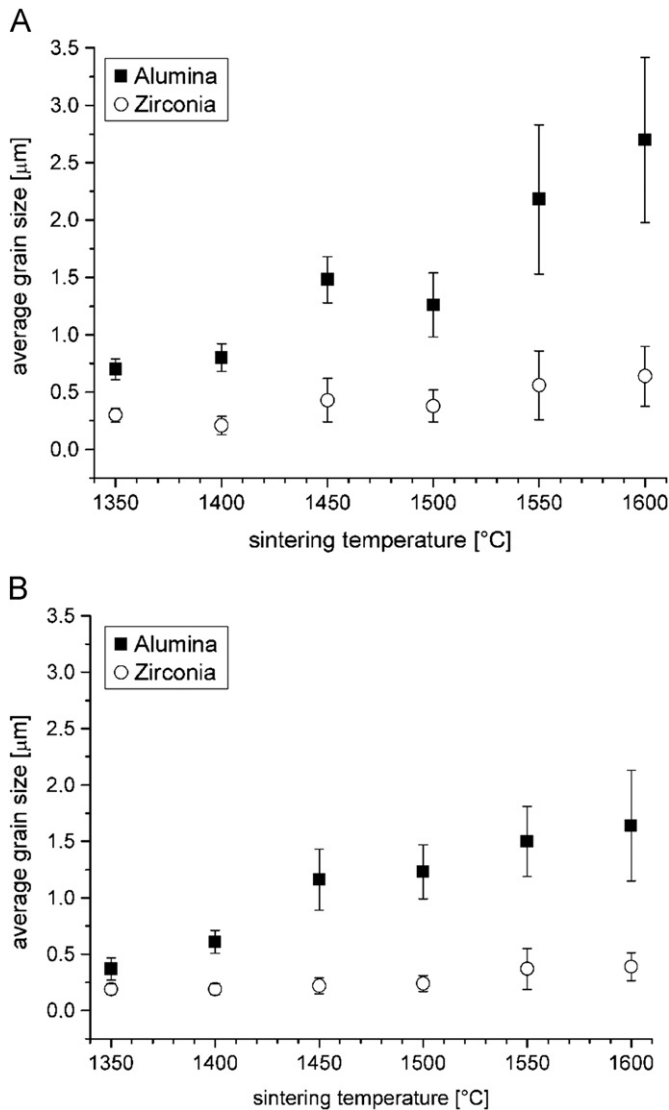 A
3.5
3.0
2.5
2.0
1.5
1.0
0.5
0.0
average grain size [μm]
Alumina
Zirconia
1350 1400 1450 1500 1550 1600
sintering temperature [°C]
B
3.5
3.0
2.5
2.0
1.5
1.0
0.5
0.0
average grain size [μm]
Alumina
Zirconia
1350 1400 1450 1500 1550 1600
sintering temperature [°C]